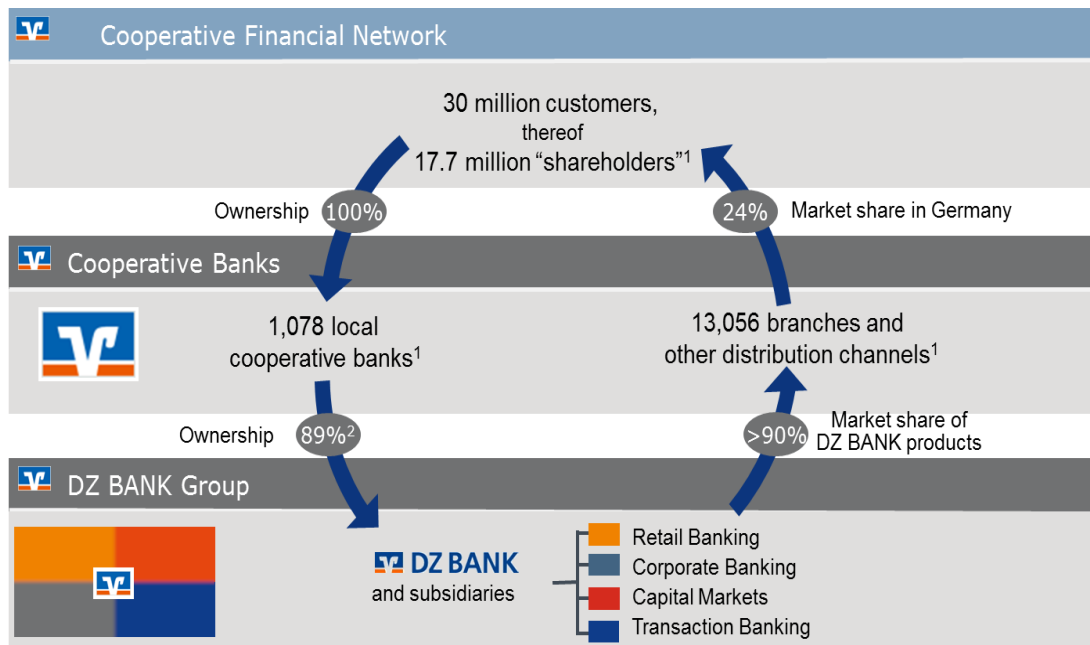 Cooperative Financial Network
30 million customers,
thereof
17.7 million “shareholders”1
Ownership 100%
24% Market share in Germany
Cooperative Banks
1,078 local
cooperative banks1
13,056 branches and
other distribution channels1
Ownership 89%2
>90% Market share of
DZ BANK products
DZ BANK Group
DZ BANK
and subsidiaries
Retail Banking
Corporate Banking
Capital Markets
Transaction Banking